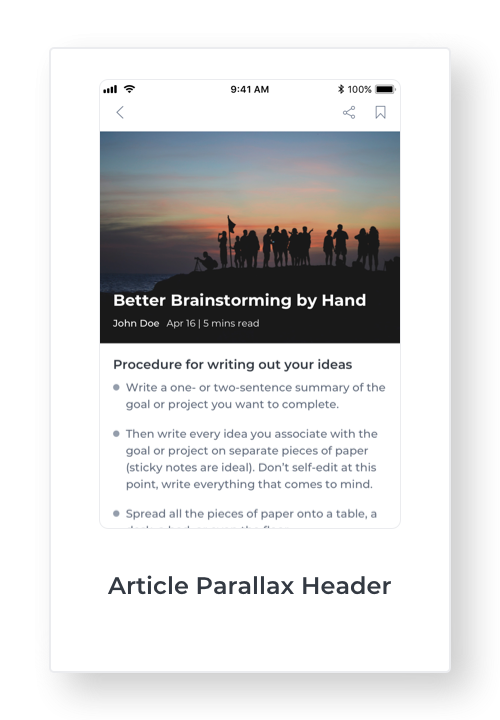 9:41 AM 100%
Better Brainstorming by Hand
John Doe Apr 16 | 5 mins read
Procedure for writing out your ideas
Write a one- or two-sentence summary of the
goal or project you want to complete.
Then write every idea you associate with the
goal or project on separate pieces of paper
(sticky notes are ideal). Don’t self-edit at this
point, write everything that comes to mind.
Spread all the pieces of paper onto a table, a
Article Parallax Header